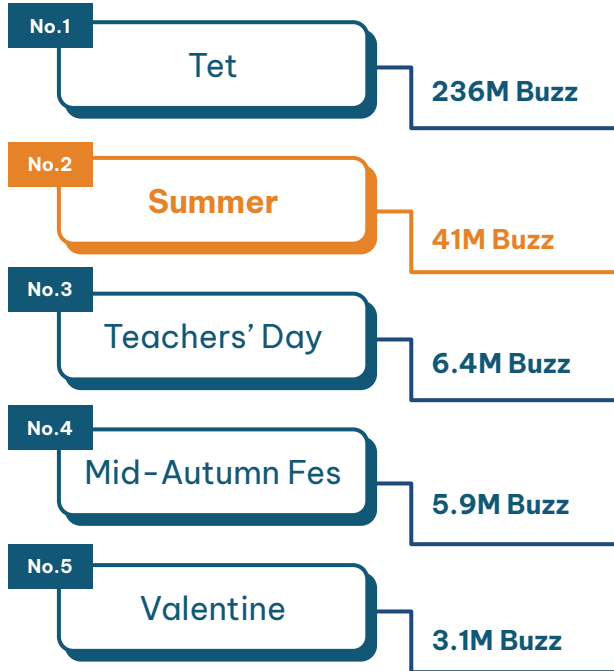 No.1
Tet
236M Buzz
No.2
Summer
41M Buzz
No.3
Teachers’ Day
6.4M Buzz
No.4
Mid-Autumn Fes
5.9M Buzz
No.5
Valentine
3.1M Buzz